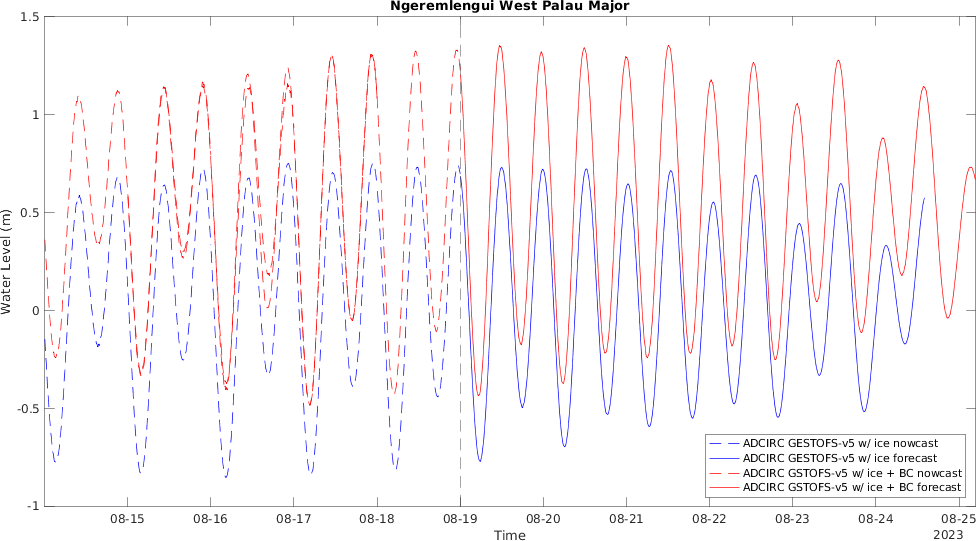 Ngeremlengui West Palau Major
1.5
1
0.5
0
-0.5
-1
Water Level (m)
ADCIRC GESTOFS-v5 w/ ice nowcast
ADCIRC GESTOFS-v5 w/ ice forecast
ADCIRC GSTOFS-v5 w/ ice + BC nowcast
ADCIRC GSTOFS-v5 w/ ice + BC forecast
08-15 08-16 08-17 08-18 08-19 08-20 08-21 08-22 08-23 08-24 08-25
Time
2023